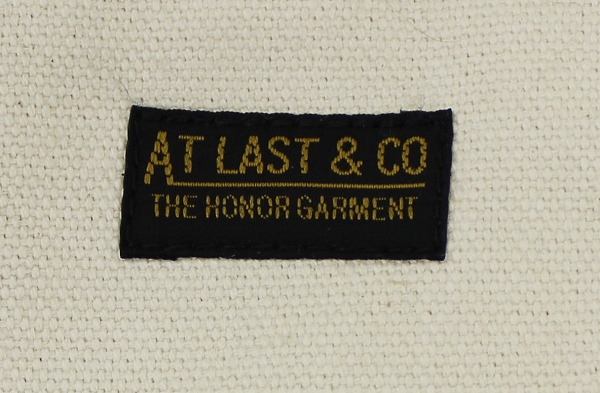 AT LAST & CO
THE HONOR GARMENT